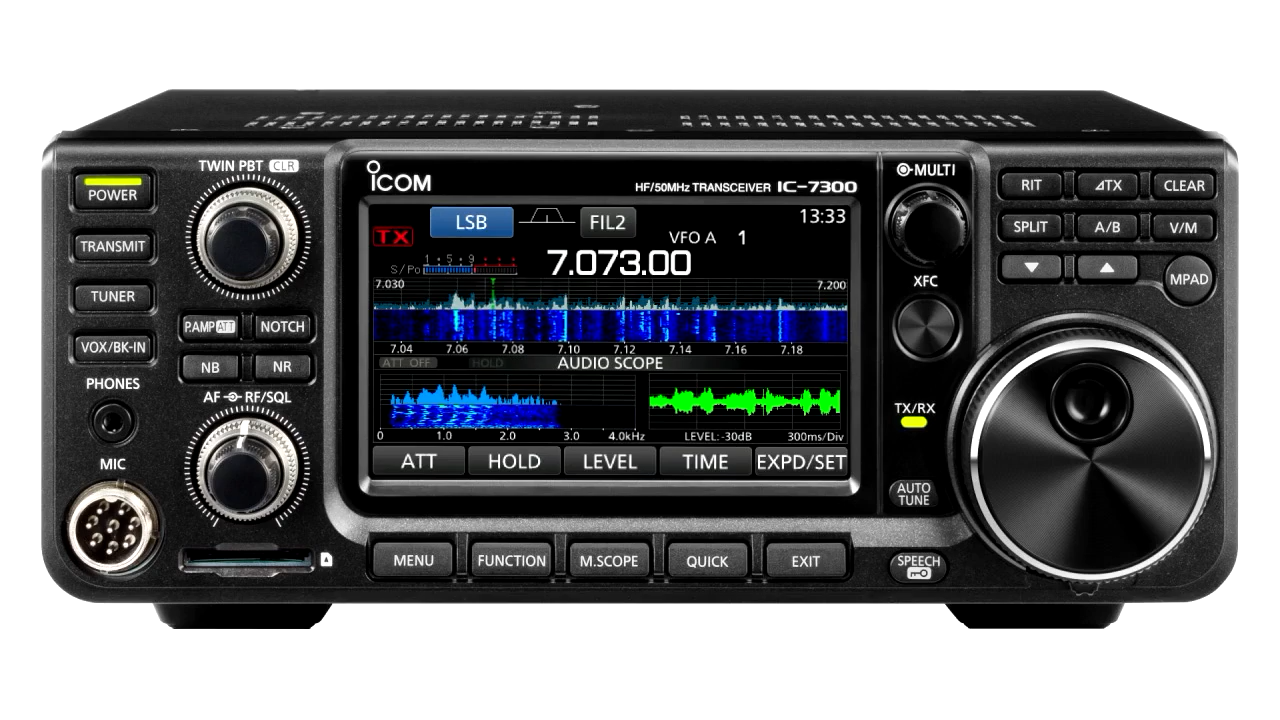 TWIN PBT CLR
POWER
TRANSMIT
TUNER
VOX/BK-IN
PHONES
MIC
P.AMP ATT
NOTCH
NB
NR
AF RF/SQL
ICOM
HF/50MHz TRANSCEIVER IC-7300
LSB
FIL2
13:33
TX
VFO A 1
S/Po 1 5 9
7.073.00
7.030
7.200
7.04 7.06 7.08 7.10 7.12 7.14 7.16 7.18
ATT OFF
HOLD
AUDIO SCOPE
0 1.0 2.0 3.0 4.0kHz
LEVEL: -30dB
300ms/Div
ATT
HOLD
LEVEL
TIME
EXPD/SET
MENU
FUNCTION
M.SCOPE
QUICK
EXIT
MULTI
XFC
TX/RX
AUTO
TUNE
SPEECH
RIT
ΔTX
CLEAR
SPLIT
A/B
V/M
MPAD